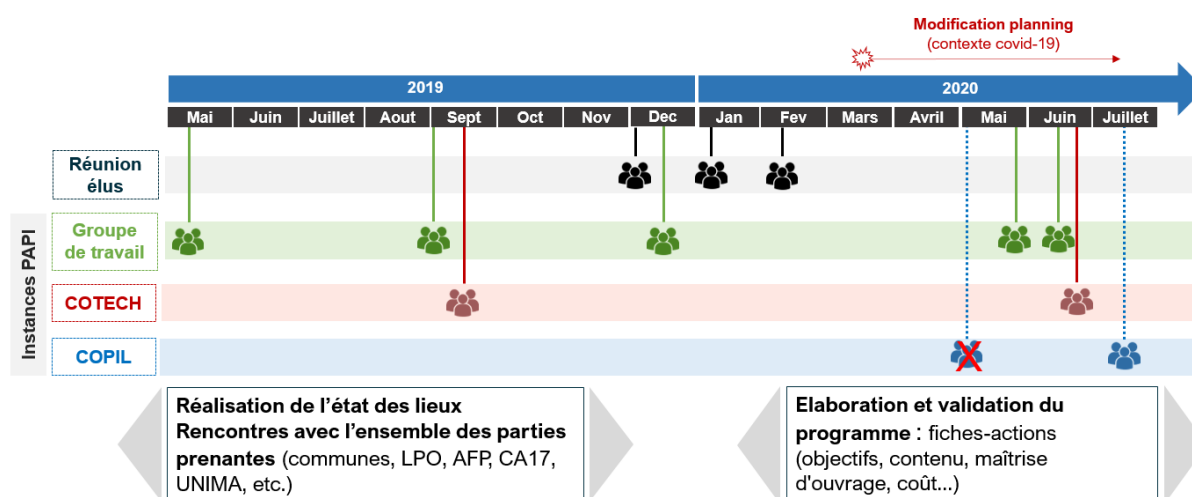 Modification planning
(contexte covid-19)
2019
2020
Mai Juin Juillet Aout Sept Oct Nov Dec Jan Fev Mars Avril Mai Juin Juillet
Réunion
élus
Instances PAPI
Groupe
de travail
COTECH
COPIL
Réalisation de l'état des lieux
Rencontres avec l'ensemble des parties
prenantes (communes, LPO, AFP, CA17,
UNIMA, etc.)
Elaboration et validation du
programme : fiches-actions
(objectifs, contenu, maîtrise
d'ouvrage, coût...)